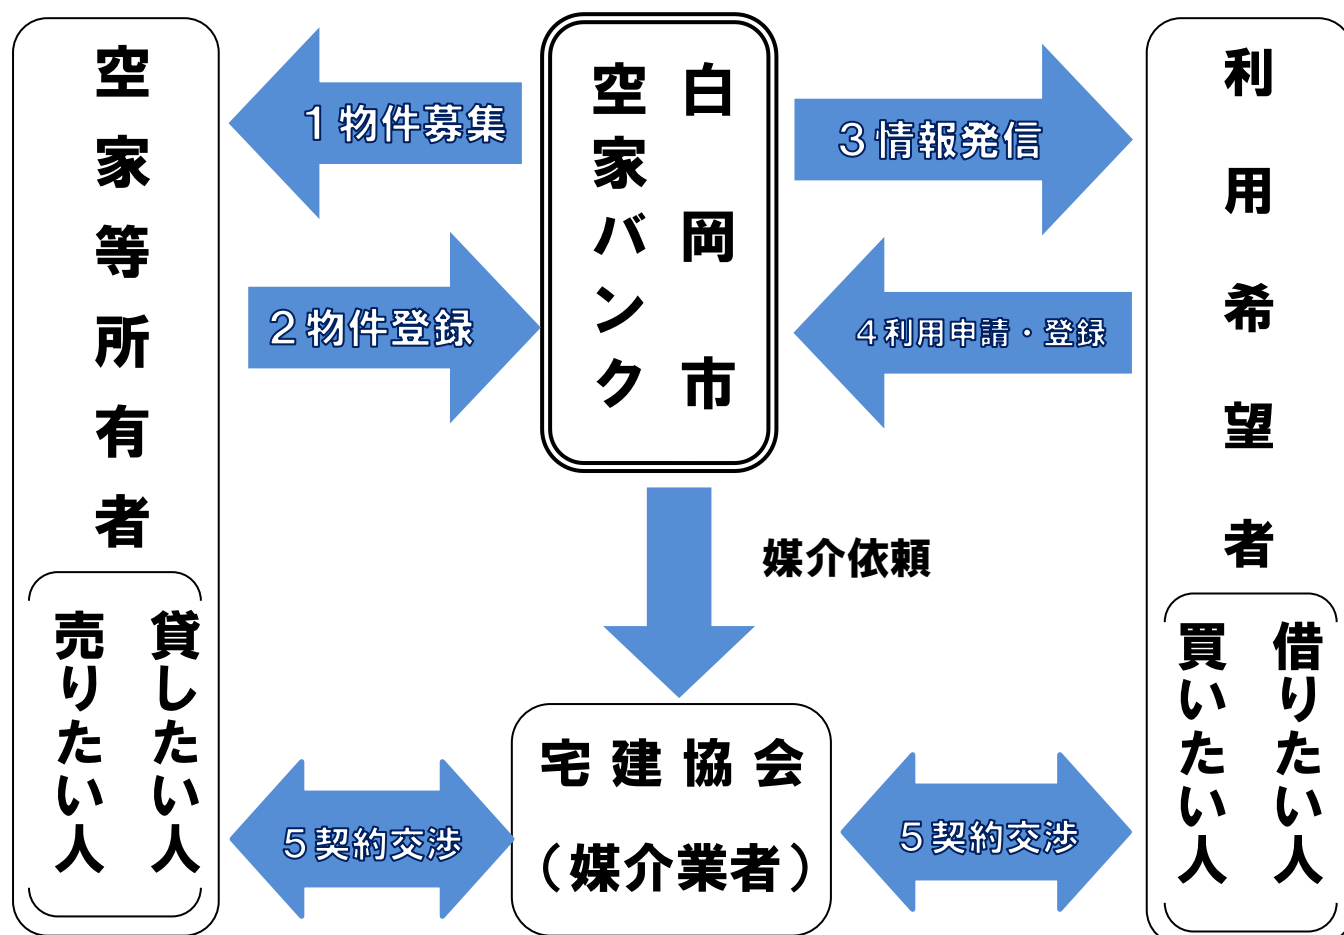 空家等所有者
貸したい人
売りたい人
1物件募集
2物件登録
白岡市
空家バンク
3情報発信
4利用申請・登録
利用希望者
借りたい人
買いたい人
媒介依頼
宅建協会
（媒介業者）
5契約交渉
5契約交渉